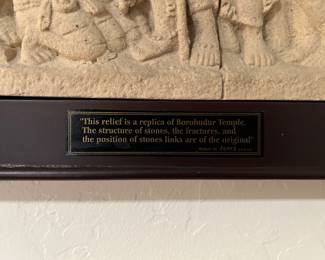 "This relief is a replica of Borobudur Temple.
The structure of stones, the fractures, and
the position of stones links are of the original"